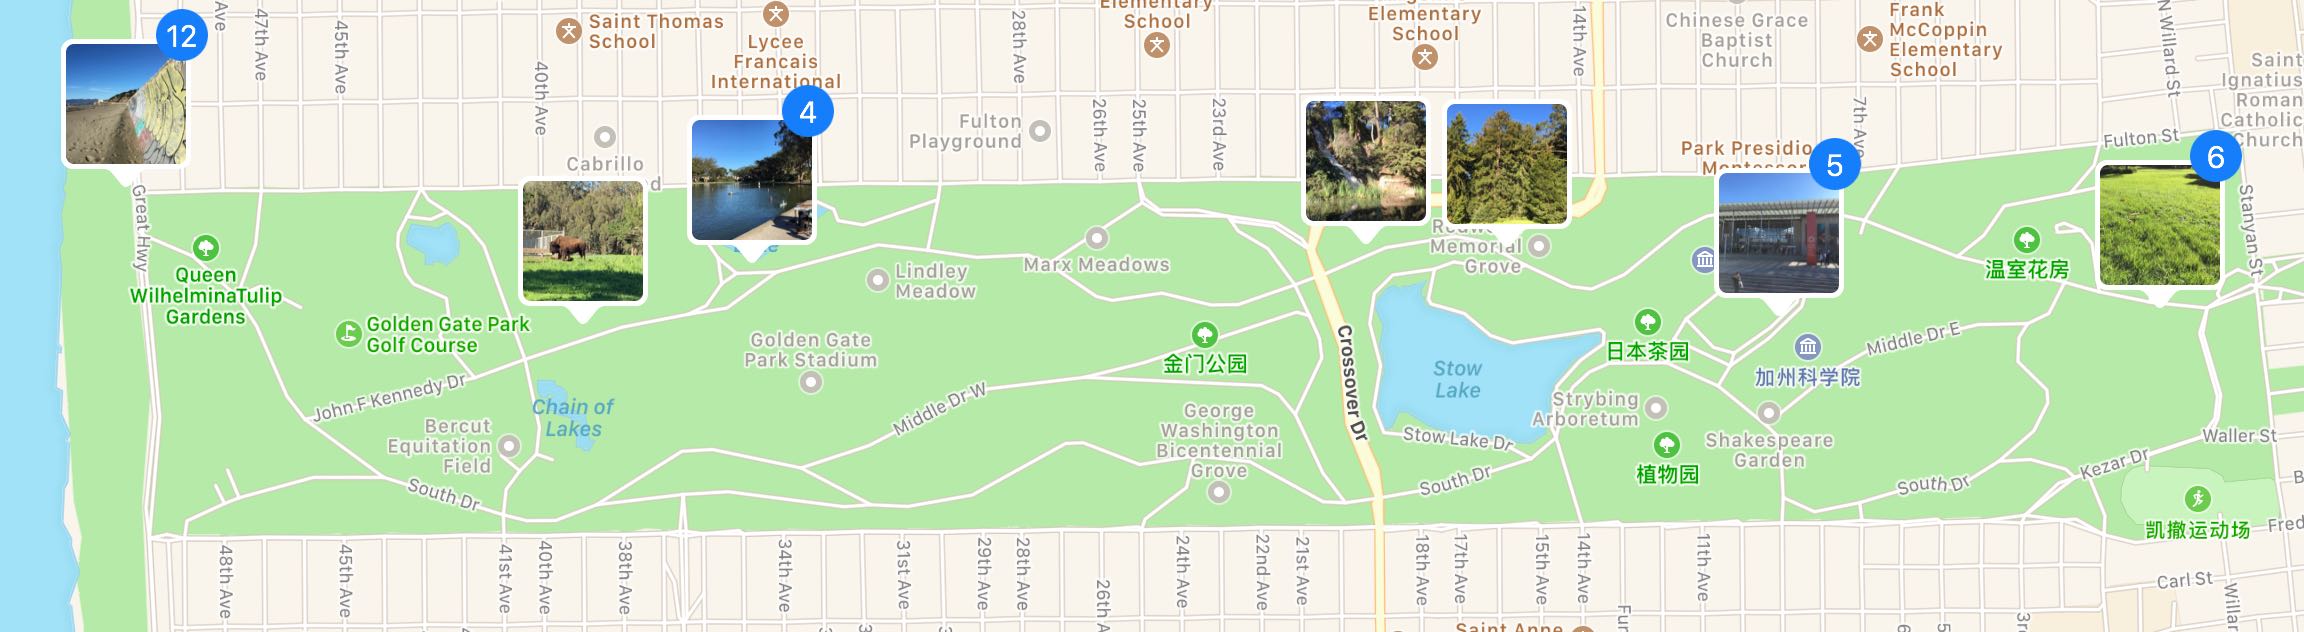 12
47th Ave
45th Ave
40th Ave
Saint Thomas
School
Lycee
Francais
International
4
28th Ave
Elementary
School
26th Ave
25th Ave
23rd Ave
Elementary
School
14th Ave
Chinese Grace
Baptist
Church
Frank
McCoppin
Elementary
School
N Willard St
Saint
Ignatius
Roman
Catholic
Church
Fulton
Playground
Cabrillo
7th Ave
Fulton St
6
Park Presidio
5
Stanyan St
Great Hwy
Queen
WilhelminaTulip
Gardens
Golden Gate Park
Golf Course
Lindley
Meadow
Marx Meadows
Memorial
Grove
温室花房
Golden Gate
Park Stadium
金门公园
Crossover Dr
Stow
Lake
日本茶园
加州科学院
Middle Dr E
John F Kennedy Dr
Chain of
Lakes
Middle Dr W
Bercut
Equitation
Field
George
Washington
Bicentennial
Grove
Strybing
Arboretum
Stow Lake Dr
植物园
Shakespeare
Garden
Waller St
Kezar Dr
South Dr
South Dr
South Dr
凯撤运动场
48th Ave
45th Ave
41st Ave
40th Ave
38th Ave
34th Ave
31st Ave
29th Ave
28th Ave
26th A
24th Ave
22nd Ave
21st Ave
18th Ave
17th Ave
15th Ave
14th Ave
11th Ave
Carl St
Saint Anne